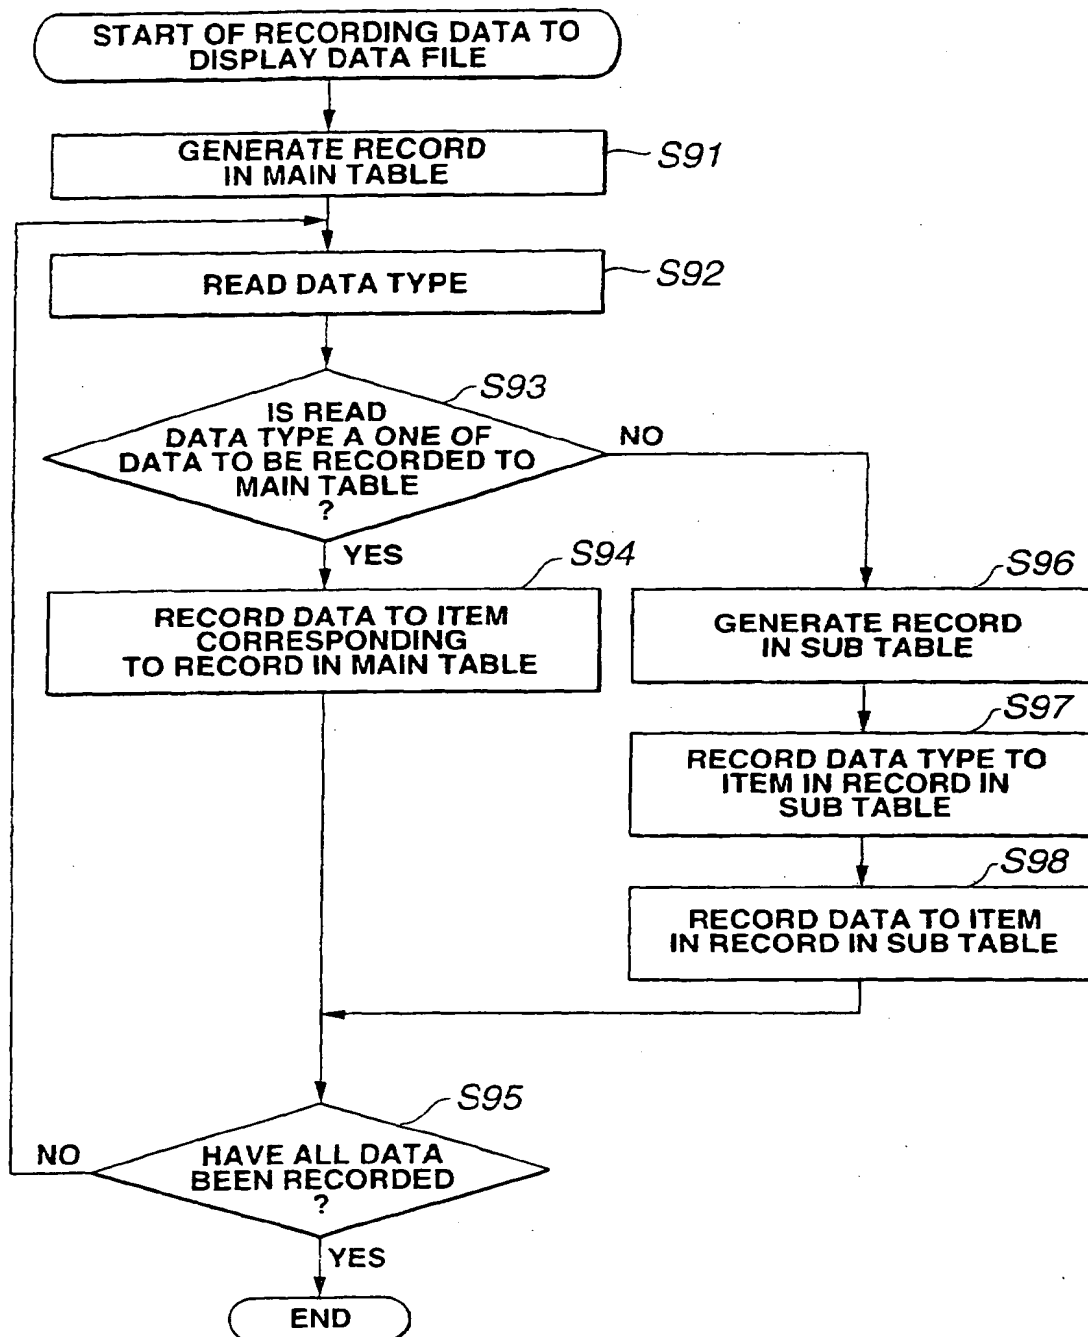 START OF RECORDING DATA TO
DISPLAY DATA FILE
GENERATE RECORD
IN MAIN TABLE
S91
READ DATA TYPE
S92
S93
IS READ
DATA TYPE A ONE OF
DATA TO BE RECORDED TO
MAIN TABLE
?
NO
YES
S94
RECORD DATA TO ITEM
CORRESPONDING
TO RECORD IN MAIN TABLE
S96
GENERATE RECORD
IN SUB TABLE
S97
RECORD DATA TYPE TO
ITEM IN RECORD IN
SUB TABLE
S98
RECORD DATA TO ITEM
IN RECORD IN SUB TABLE
S95
HAVE ALL DATA
BEEN RECORDED
?
NO
YES
END